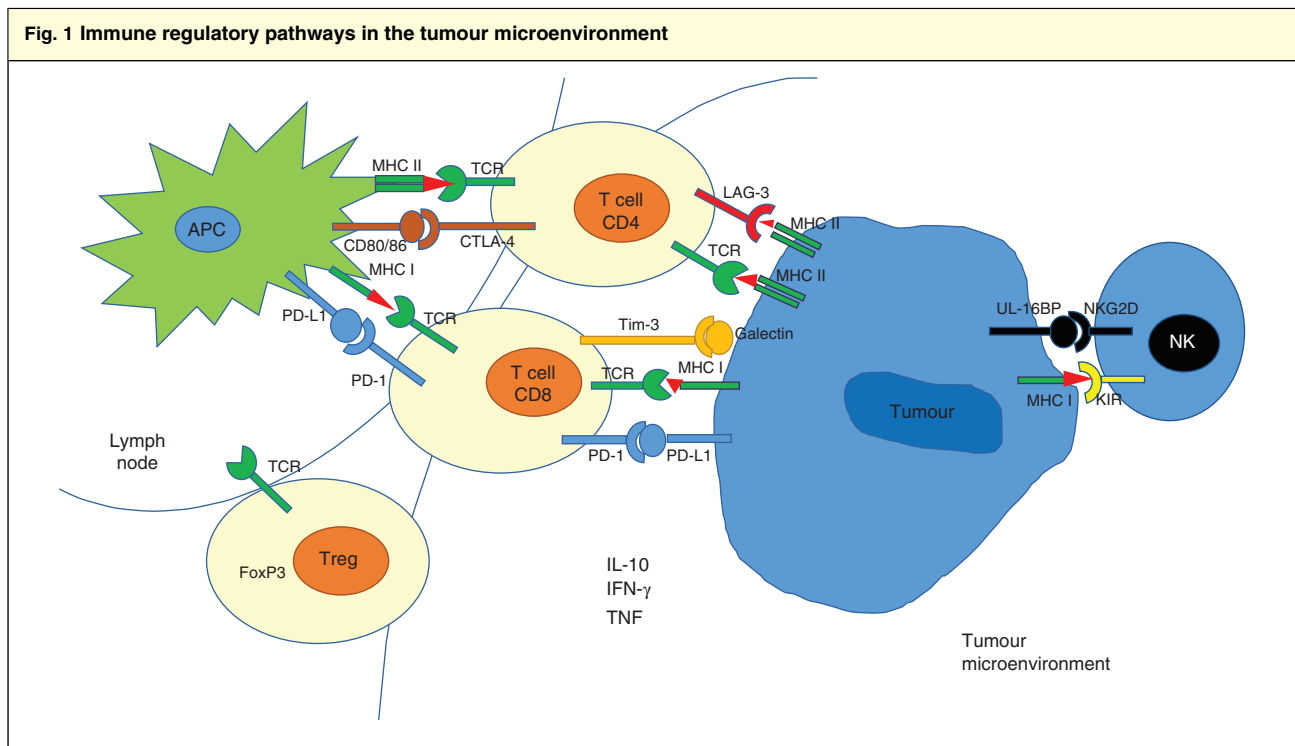 Fig. 1 Immune regulatory pathways in the tumour microenvironment
MHC II
TCR
APC
CD80/86
CTLA-4
T cell
CD4
LAG-3
MHC II
TCR
MHC II
MHC I
TCR
PD-L1
PD-1
Tim-3
Galectin
T cell
CD8
TCR
MHC I
PD-1
PD-L1
Tumour
UL-16BP
NKG2D
NK
MHC I
KIR
Lymph
node
TCR
Treg
FoxP3
IL-10
IFN-γ
TNF
Tumour
microenvironment